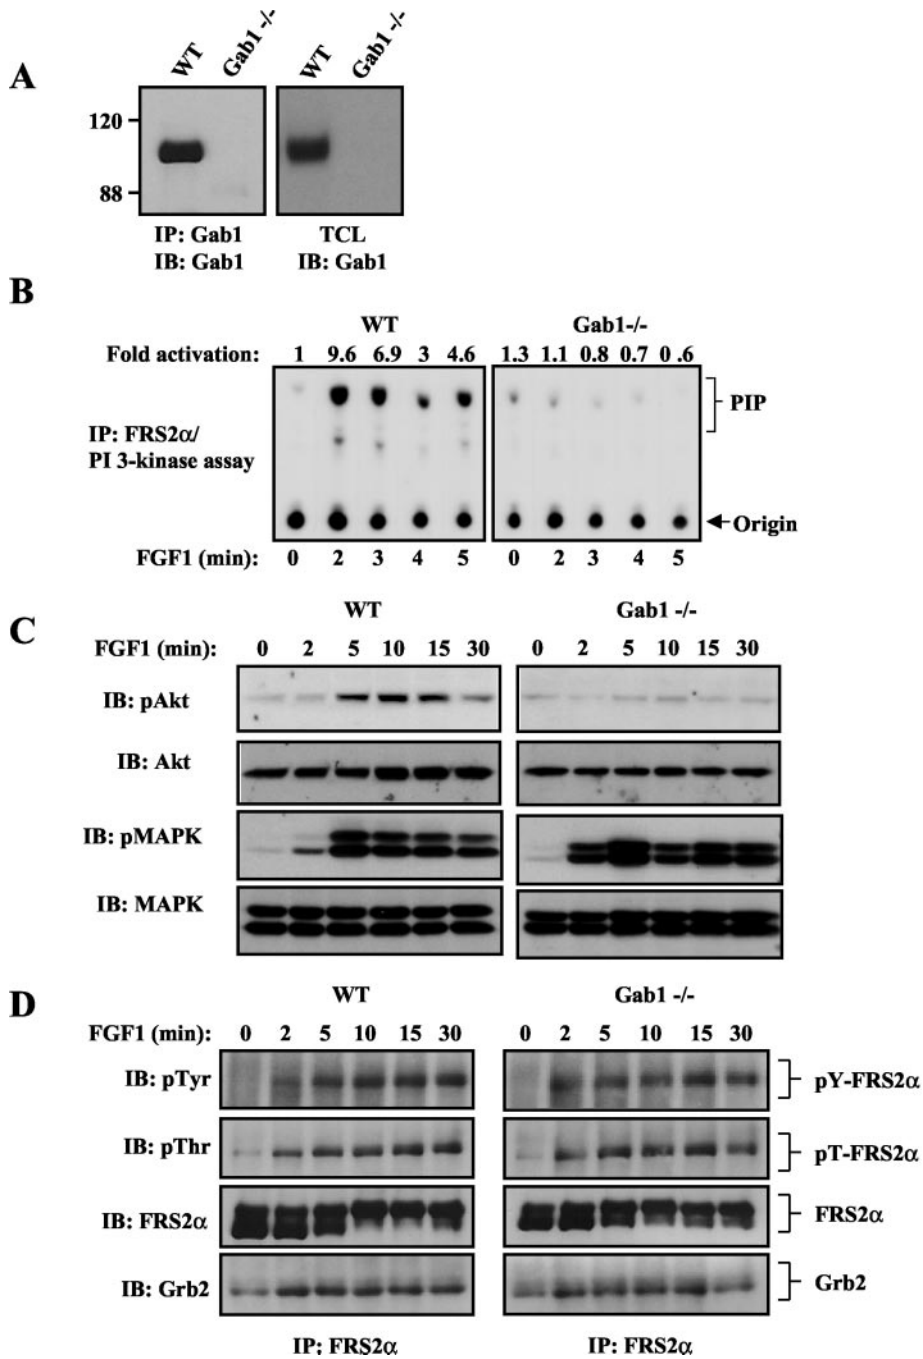 A
WT Gab1 -/- WT Gab1 -/-
120
88
IP: Gab1 TCL
IB: Gab1 IB: Gab1
B
WT Gab1-/-
Fold activation: 1 9.6 6.9 3 4.6 1.3 1.1 0.8 0.7 0 .6
PIP
IP: FRS2α/
PI 3-kinase assay
Origin
FGF1 (min): 0 2 3 4 5 0 2 3 4 5
C
WT Gab1 -/-
FGF1 (min): 0 2 5 10 15 30 0 2 5 10 15 30
IB: pAkt
IB: Akt
IB: pMAPK
IB: MAPK
D
WT Gab1 -/-
FGF1 (min): 0 2 5 10 15 30 0 2 5 10 15 30
IB: pTyr pY-FRS2α
IB: pThr pT-FRS2α
IB: FRS2α FRS2α
IB: Grb2 Grb2
IP: FRS2α IP: FRS2α